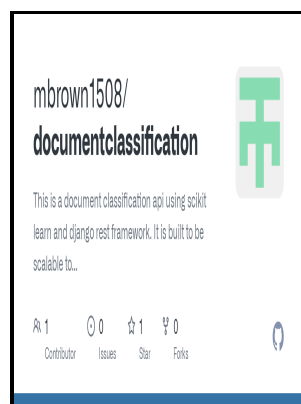 mbrown1508/
documentclassification
This is a document classification api using scikit
learn and django rest framework. It is built to be
scalable to...
1 0 1 0
Contributor Issues Star Forks